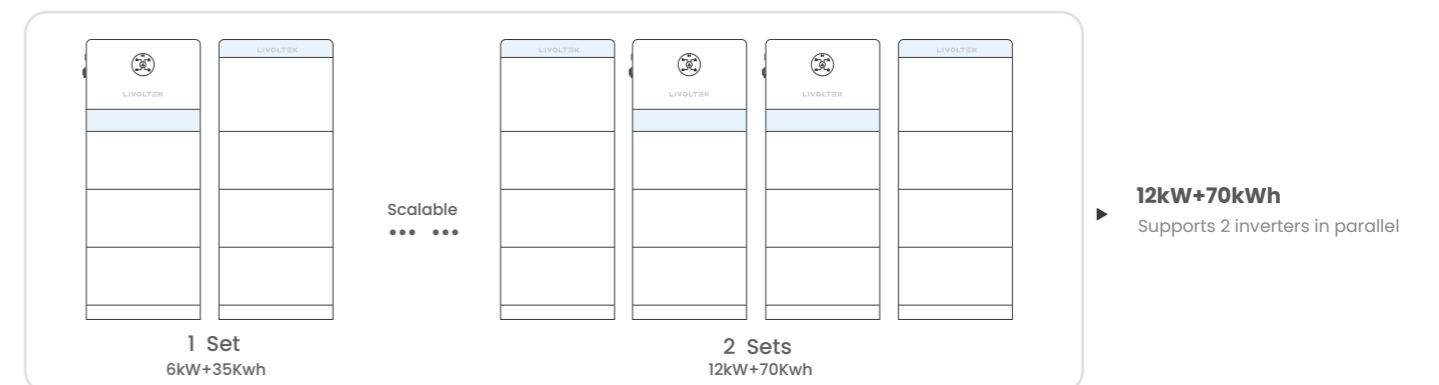 LIVOLTEK
LIVOLTEK
LIVOLTEK
LIVOLTEK
LIVOLTEK
LIVOLTEK
Scalable
1 Set
6kW+35Kwh
2 Sets
12kW+70Kwh
12kW+70kWh
Supports 2 inverters in parallel